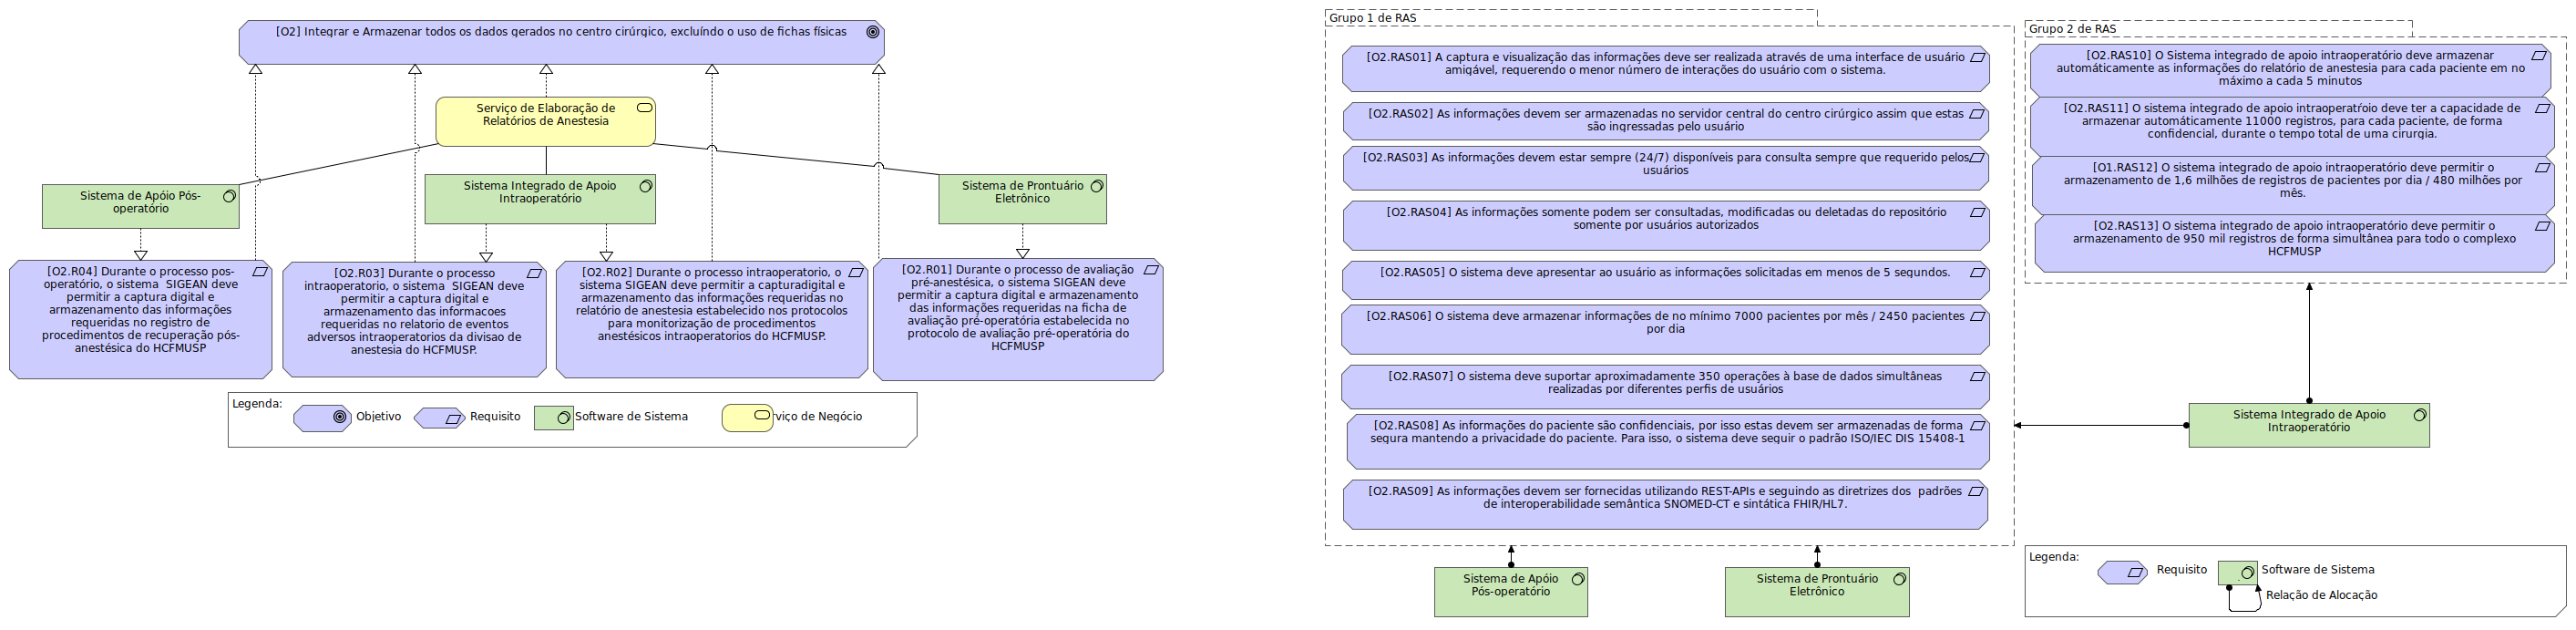 [O2] Integrar e Armazenar todos os dados gerados no centro cirúrgico, excluíndo o uso de fichas físicas
Serviço de Elaboração de
Relatórios de Anestesia
Sistema de Apóio Pós-
operatório
Sistema Integrado de Apoio
Intraoperatório
Sistema de Prontuário
Eletrônico
[O2.R04] Durante o processo pos-
operatório, o sistema  SIGEAN deve
permitir a captura digital e
armazenamento das informações
requeridas no registro de
procedimentos de recuperação pós-
anestésica do HCFMUSP
[O2.R03] Durante o processo
intraoperatorio, o sistema  SIGEAN deve
permitir a captura digital e
armazenamento das informacoes
requeridas no relatorio de eventos
adversos intraoperatorios da divisao de
anestesia do HCFMUSP.
[O2.R02] Durante o processo intraoperatorio, o
sistema SIGEAN deve permitir a capturadigital e
armazenamento das informações requeridas no
relatório de anestesia estabelecido nos protocolos
para monitorização de procedimentos
anestésicos intraoperatorios do HCFMUSP.
[O2.R01] Durante o processo de avaliação
pré-anestésica, o sistema SIGEAN deve
permitir a captura digital e armazenamento
das informações requeridas na ficha de
avaliação pré-operatória estabelecida no
protocolo de avaliação pré-operatória do
HCFMUSP
Legenda:
Objetivo
Requisito
Software de Sistema
viço de Negócio
Grupo 1 de RAS
[O2.RAS01] A captura e visualização das informações deve ser realizada através de uma interface de usuário
amigável, requerendo o menor número de interações do usuário com o sistema.
[O2.RAS02] As informações devem ser armazenadas no servidor central do centro cirúrgico assim que estas
são ingressadas pelo usuário
[O2.RAS03] As informações devem estar sempre (24/7) disponíveis para consulta sempre que requerido pelos
usuários
[O2.RAS04] As informações somente podem ser consultadas, modificadas ou deletadas do repositório
somente por usuários autorizados
[O2.RAS05] O sistema deve apresentar ao usuário as informações solicitadas em menos de 5 segundos.
[O2.RAS06] O sistema deve armazenar informações de no mínimo 7000 pacientes por mês / 2450 pacientes
por dia
[O2.RAS07] O sistema deve suportar aproximadamente 350 operações à base de dados simultâneas
realizadas por diferentes perfis de usuários
[O2.RAS08] As informações do paciente são confidenciais, por isso estas devem ser armazenadas de forma
segura mantendo a privacidade do paciente. Para isso, o sistema deve seguir o padrão ISO/IEC DIS 15408-1
[O2.RAS09] As informações devem ser fornecidas utilizando REST-APIs e seguindo as diretrizes dos  padrões
de interoperabilidade semântica SNOMED-CT e sintática FHIR/HL7.
Sistema de Apóio
Pós-operatório
Sistema de Prontuário
Eletrônico
Grupo 2 de RAS
[O2.RAS10] O Sistema integrado de apoio intraoperatório deve armazenar
automáticamente as informações do relatório de anestesia para cada paciente em no
máximo a cada 5 minutos
[O2.RAS11] O sistema integrado de apoio intraoperatŕoio deve ter a capacidade de
armazenar automáticamente 11000 registros, para cada paciente, de forma
confidencial, durante o tempo total de uma cirurgia.
[O1.RAS12] O sistema integrado de apoio intraoperatório deve permitir o
armazenamento de 1,6 milhões de registros de pacientes por dia / 480 milhões por
mês.
[O2.RAS13] O sistema integrado de apoio intraoperatório deve permitir o
armazenamento de 950 mil registros de forma simultânea para todo o complexo
HCFMUSP
Sistema Integrado de Apoio
Intraoperatório
Legenda:
Requisito
Software de Sistema
Relação de Alocação